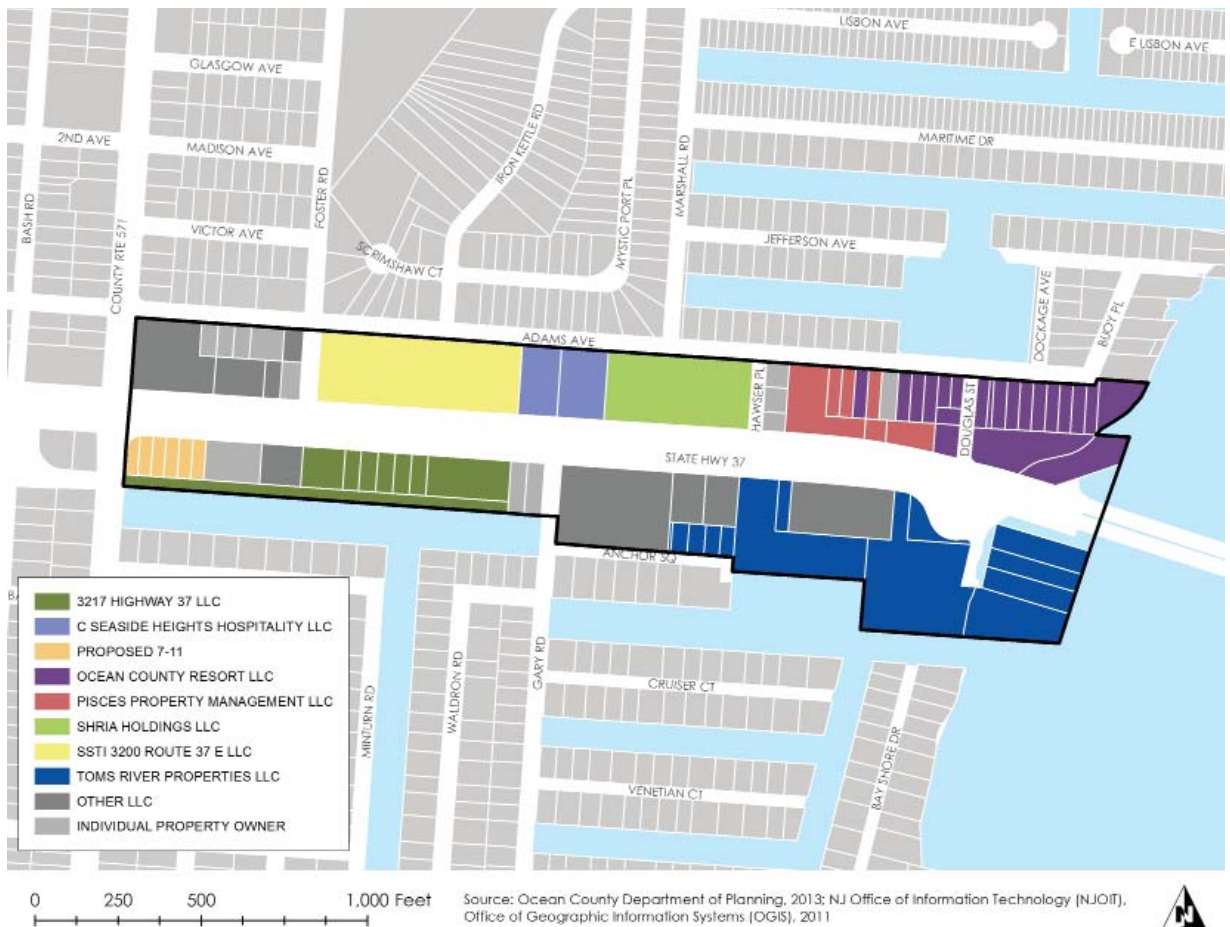 LISBON AVE
E LISBON AVE
GLASGOW AVE
2ND AVE
MADISON AVE
MARITIME DR
IRON KETTLE RD
BASH RD
COUNTY RTE 571
FOSTER RD
VICTOR AVE
MYSTIC PORT PL
MARSHALL RD
SCRIMSHAW CT
JEFFERSON AVE
DOCKAGE AVE
BUOY PL
ADAMS AVE
HAWSER PL
DOUGLAS ST
STATE HWY 37
ANCHOR SQ
3217 HIGHWAY 37 LLC
C SEASIDE HEIGHTS HOSPITALITY LLC
PROPOSED 7-11
OCEAN COUNTY RESORT LLC
PISCES PROPERTY MANAGEMENT LLC
SHRIA HOLDINGS LLC
SSTI 3200 ROUTE 37 E LLC
TOMS RIVER PROPERTIES LLC
OTHER LLC
INDIVIDUAL PROPERTY OWNER
MINTURN RD
WALDRON RD
GARY RD
CRUISER CT
VENETIAN CT
BAY SHORE DR
0 250 500 1,000 Feet
Source: Ocean County Department of Planning, 2013; NJ Office of Information Technology (NJOIT),
Office of Geographic Information Systems (OGIS), 2011
N